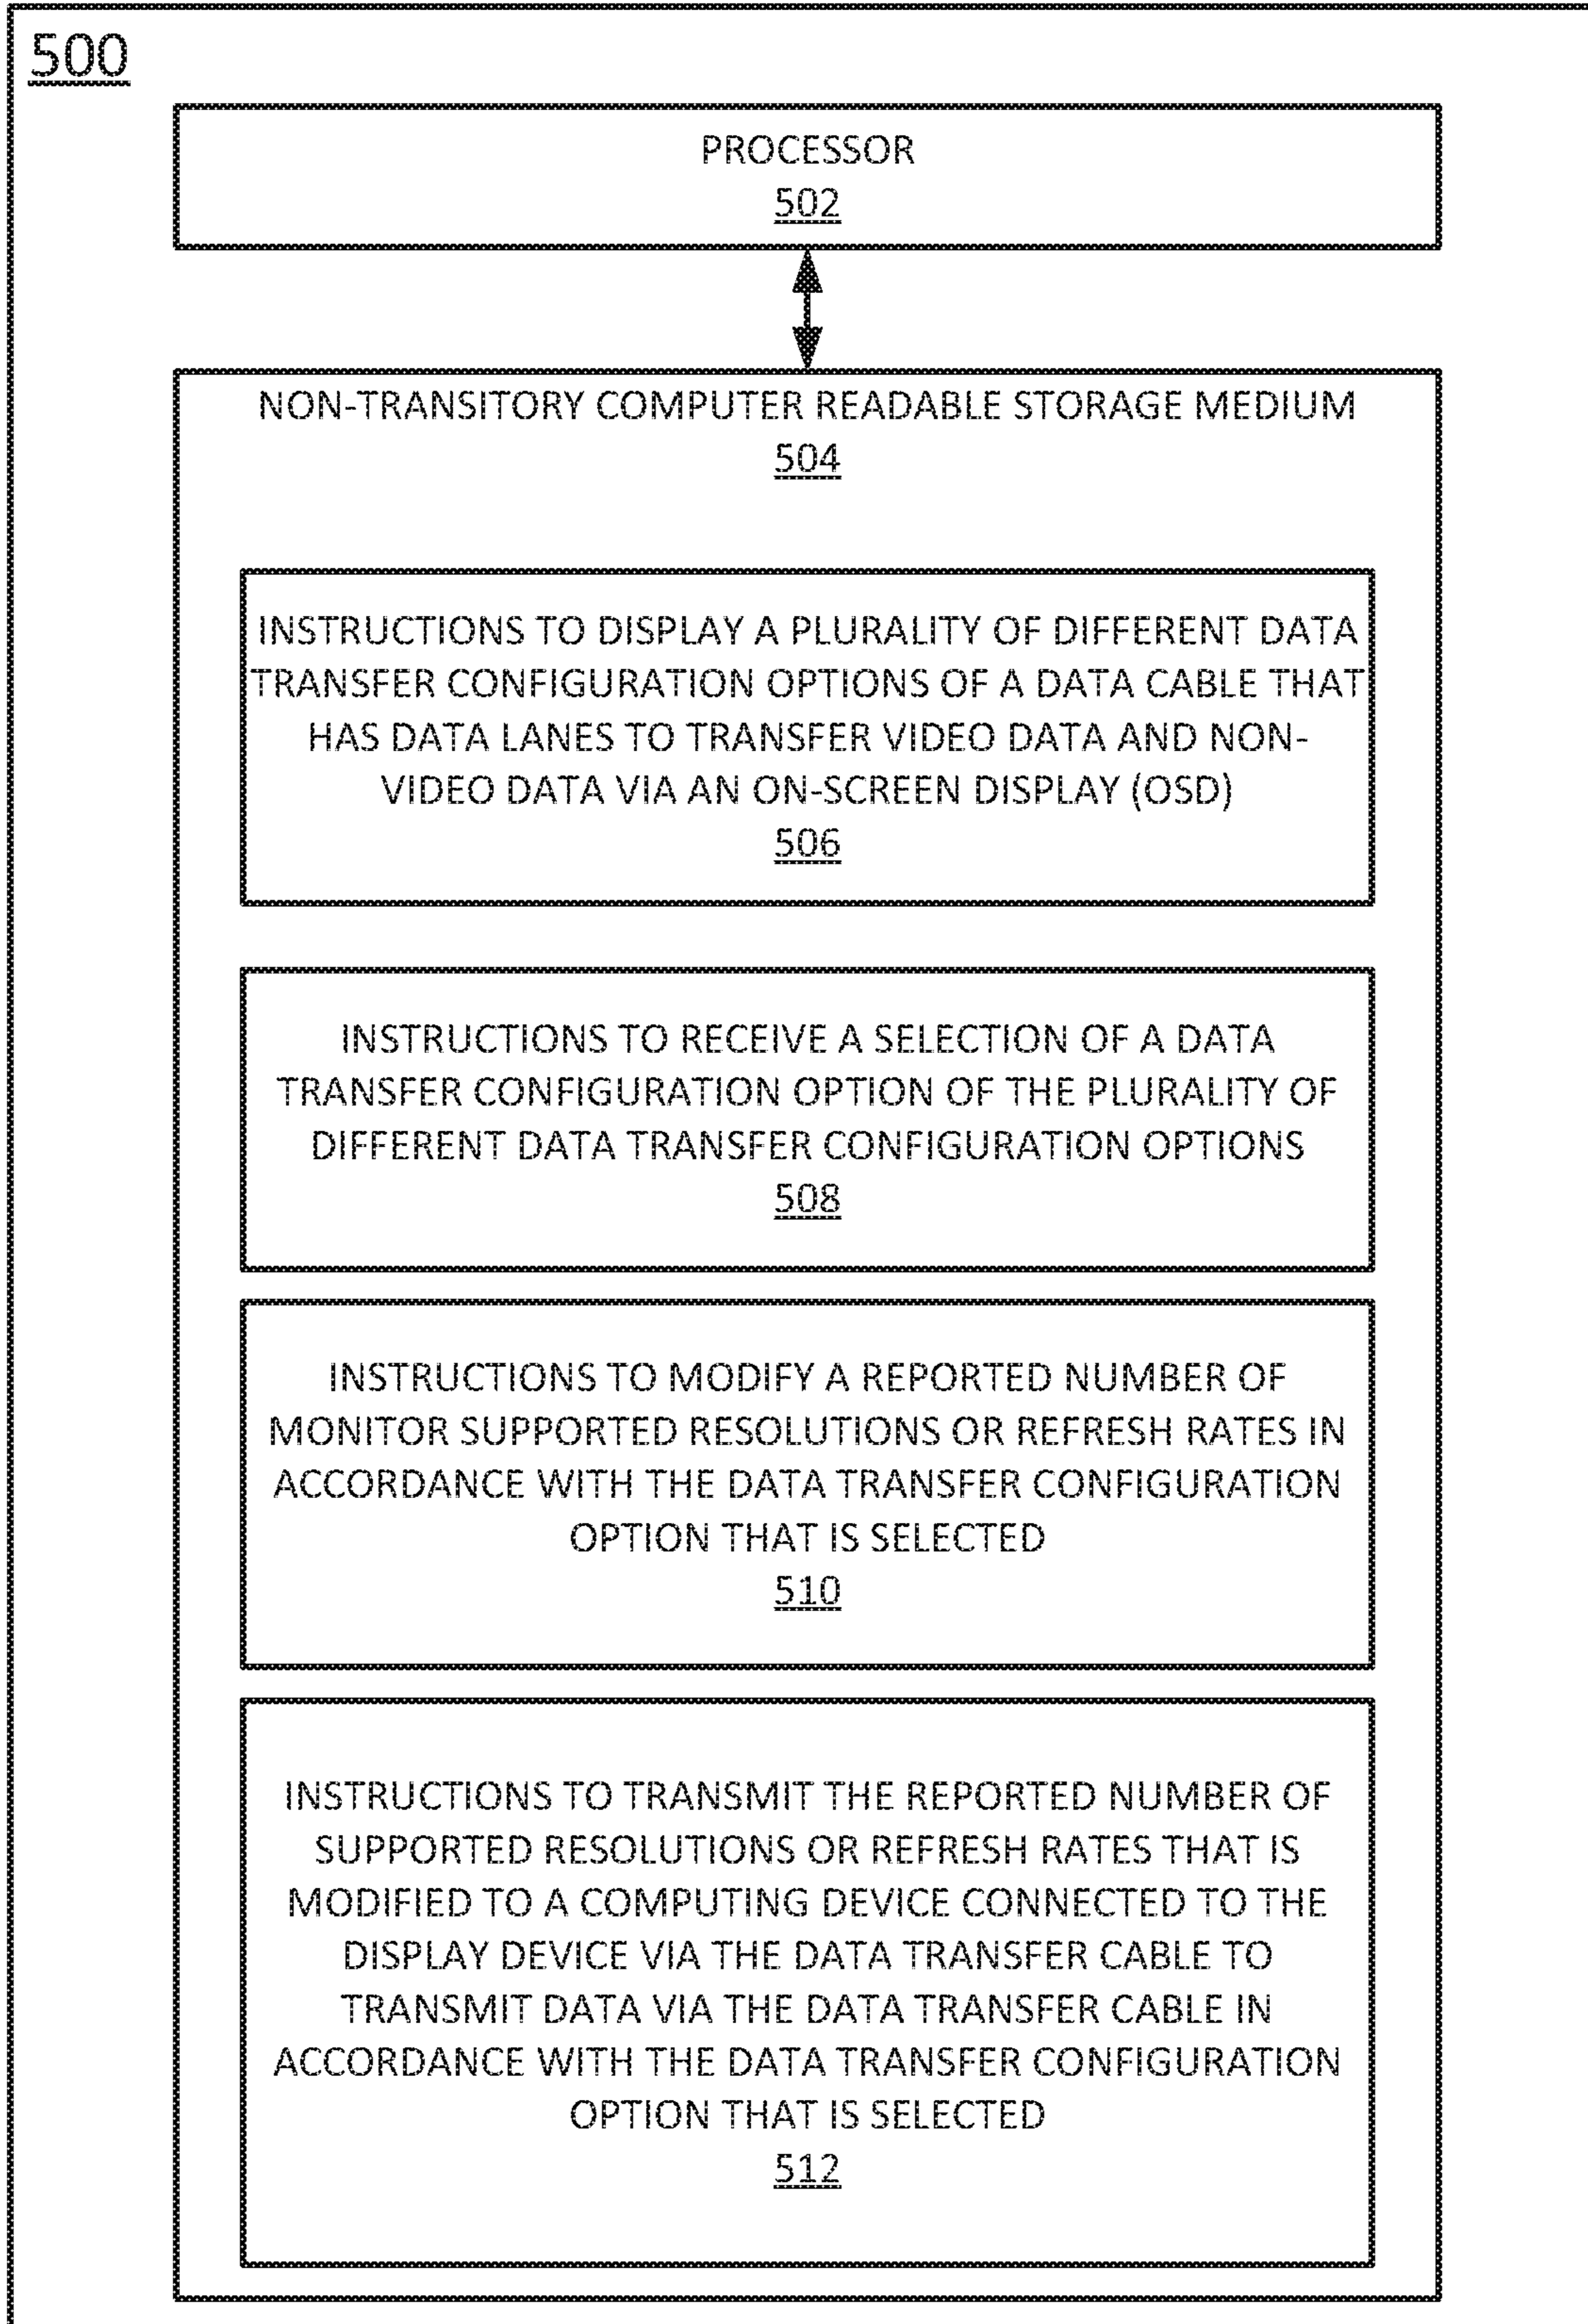 500
PROCESSOR
502
NON-TRANSITORY COMPUTER READABLE STORAGE MEDIUM
504
INSTRUCTIONS TO DISPLAY A PLURALITY OF DIFFERENT DATA
TRANSFER CONFIGURATION OPTIONS OF A DATA CABLE THAT
HAS DATA LANES TO TRANSFER VIDEO DATA AND NON-
VIDEO DATA VIA AN ON-SCREEN DISPLAY (OSD)
506
INSTRUCTIONS TO RECEIVE A SELECTION OF A DATA
TRANSFER CONFIGURATION OPTION OF THE PLURALITY OF
DIFFERENT DATA TRANSFER CONFIGURATION OPTIONS
508
INSTRUCTIONS TO MODIFY A REPORTED NUMBER OF
MONITOR SUPPORTED RESOLUTIONS OR REFRESH RATES IN
ACCORDANCE WITH THE DATA TRANSFER CONFIGURATION
OPTION THAT IS SELECTED
510
INSTRUCTIONS TO TRANSMIT THE REPORTED NUMBER OF
SUPPORTED RESOLUTIONS OR REFRESH RATES THAT IS
MODIFIED TO A COMPUTING DEVICE CONNECTED TO THE
DISPLAY DEVICE VIA THE DATA TRANSFER CABLE TO
TRANSMIT DATA VIA THE DATA TRANSFER CABLE IN
ACCORDANCE WITH THE DATA TRANSFER CONFIGURATION
OPTION THAT IS SELECTED
512